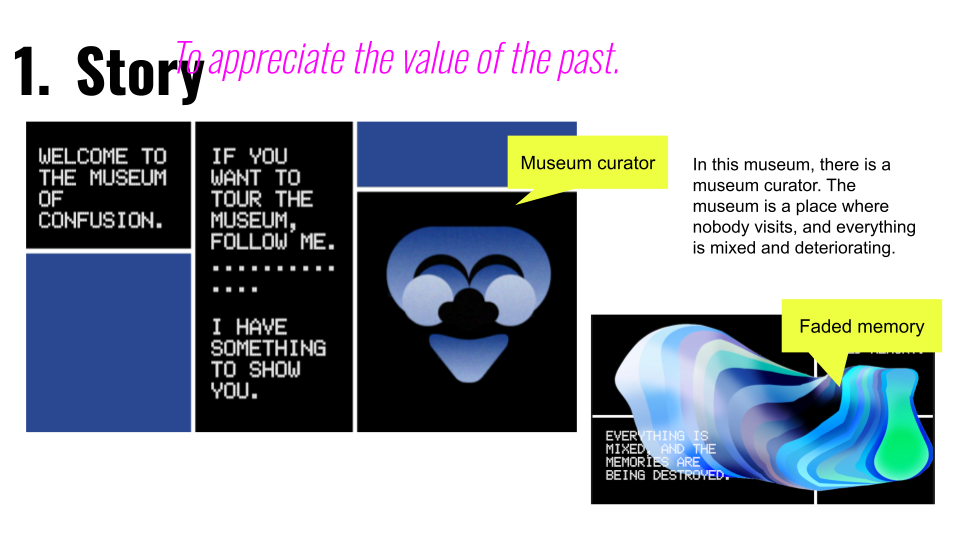 1. Story
To appreciate the value of the past.
WELCOME TO
THE MUSEUM
OF
CONFUSION.
IF YOU
WANT TO
TOUR THE
MUSEUM,
FOLLOW ME.
..........
....
I HAVE
SOMETHING
TO SHOW
YOU.
Museum curator
In this museum, there is a
museum curator. The
museum is a place where
nobody visits, and everything
is mixed and deteriorating.
Faded memory
EVERYTHING IS
MIXED, AND THE
MEMORIES ARE
BEING DESTROYED.